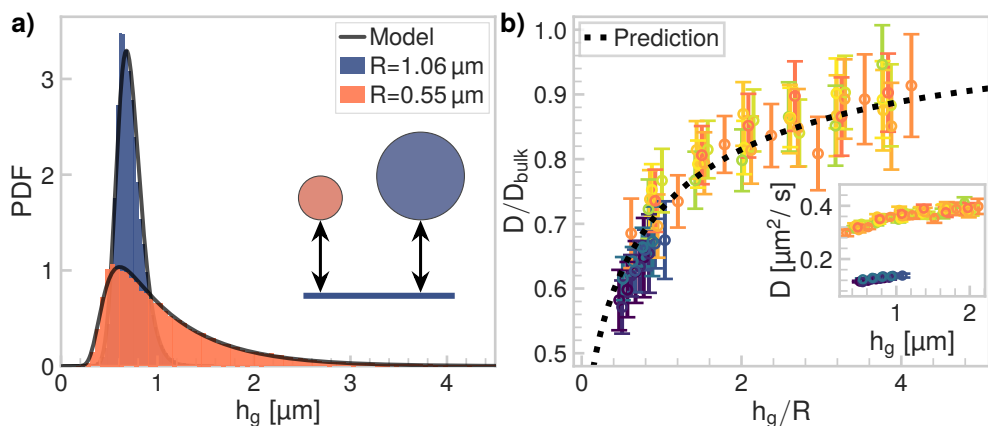 a)
Model
R=1.06 μm
R=0.55 μm
PDF
3
2
1
0
0 1 2 3 4
h_g [μm]
b)
Prediction
D/D_bulk
1.0
0.9
0.8
0.7
0.6
0.5
0 2 4
h_g/R
D [μm²/ s]
0.4
0.2
1 2
h_g [μm]